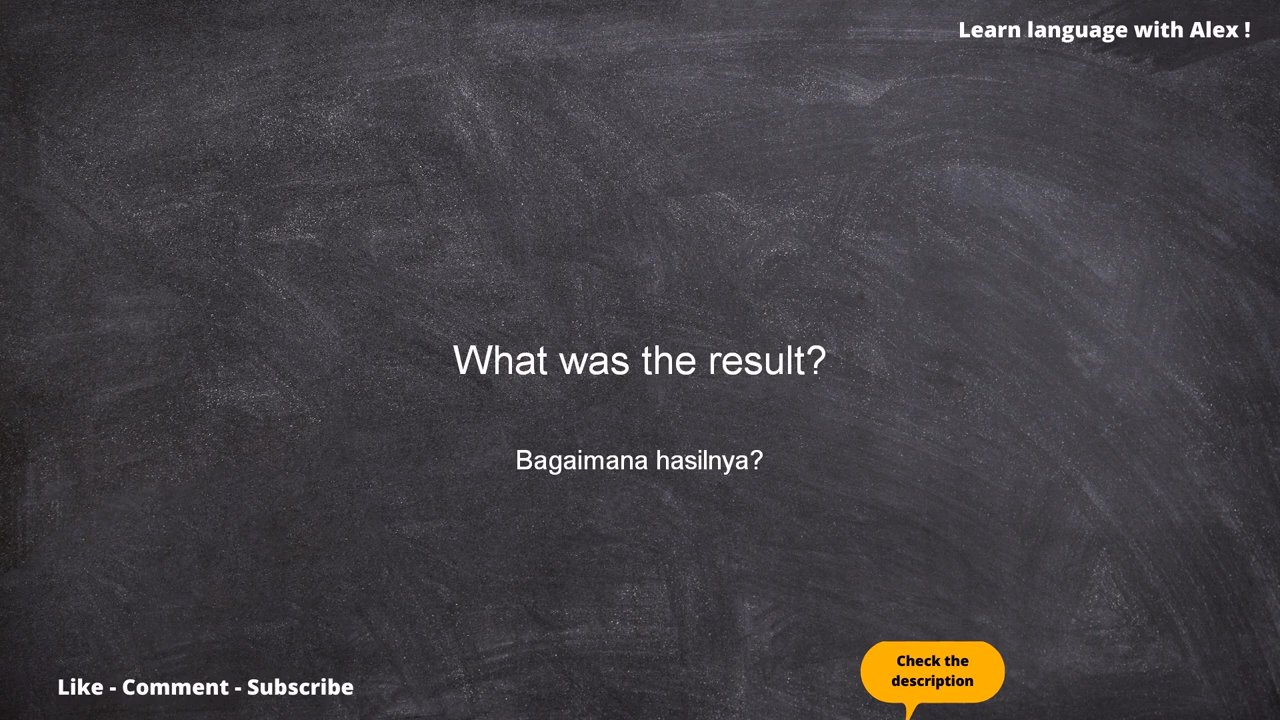 Learn language with Alex !
What was the result?
Bagaimana hasilnya?
Check the
description
Like - Comment - Subscribe